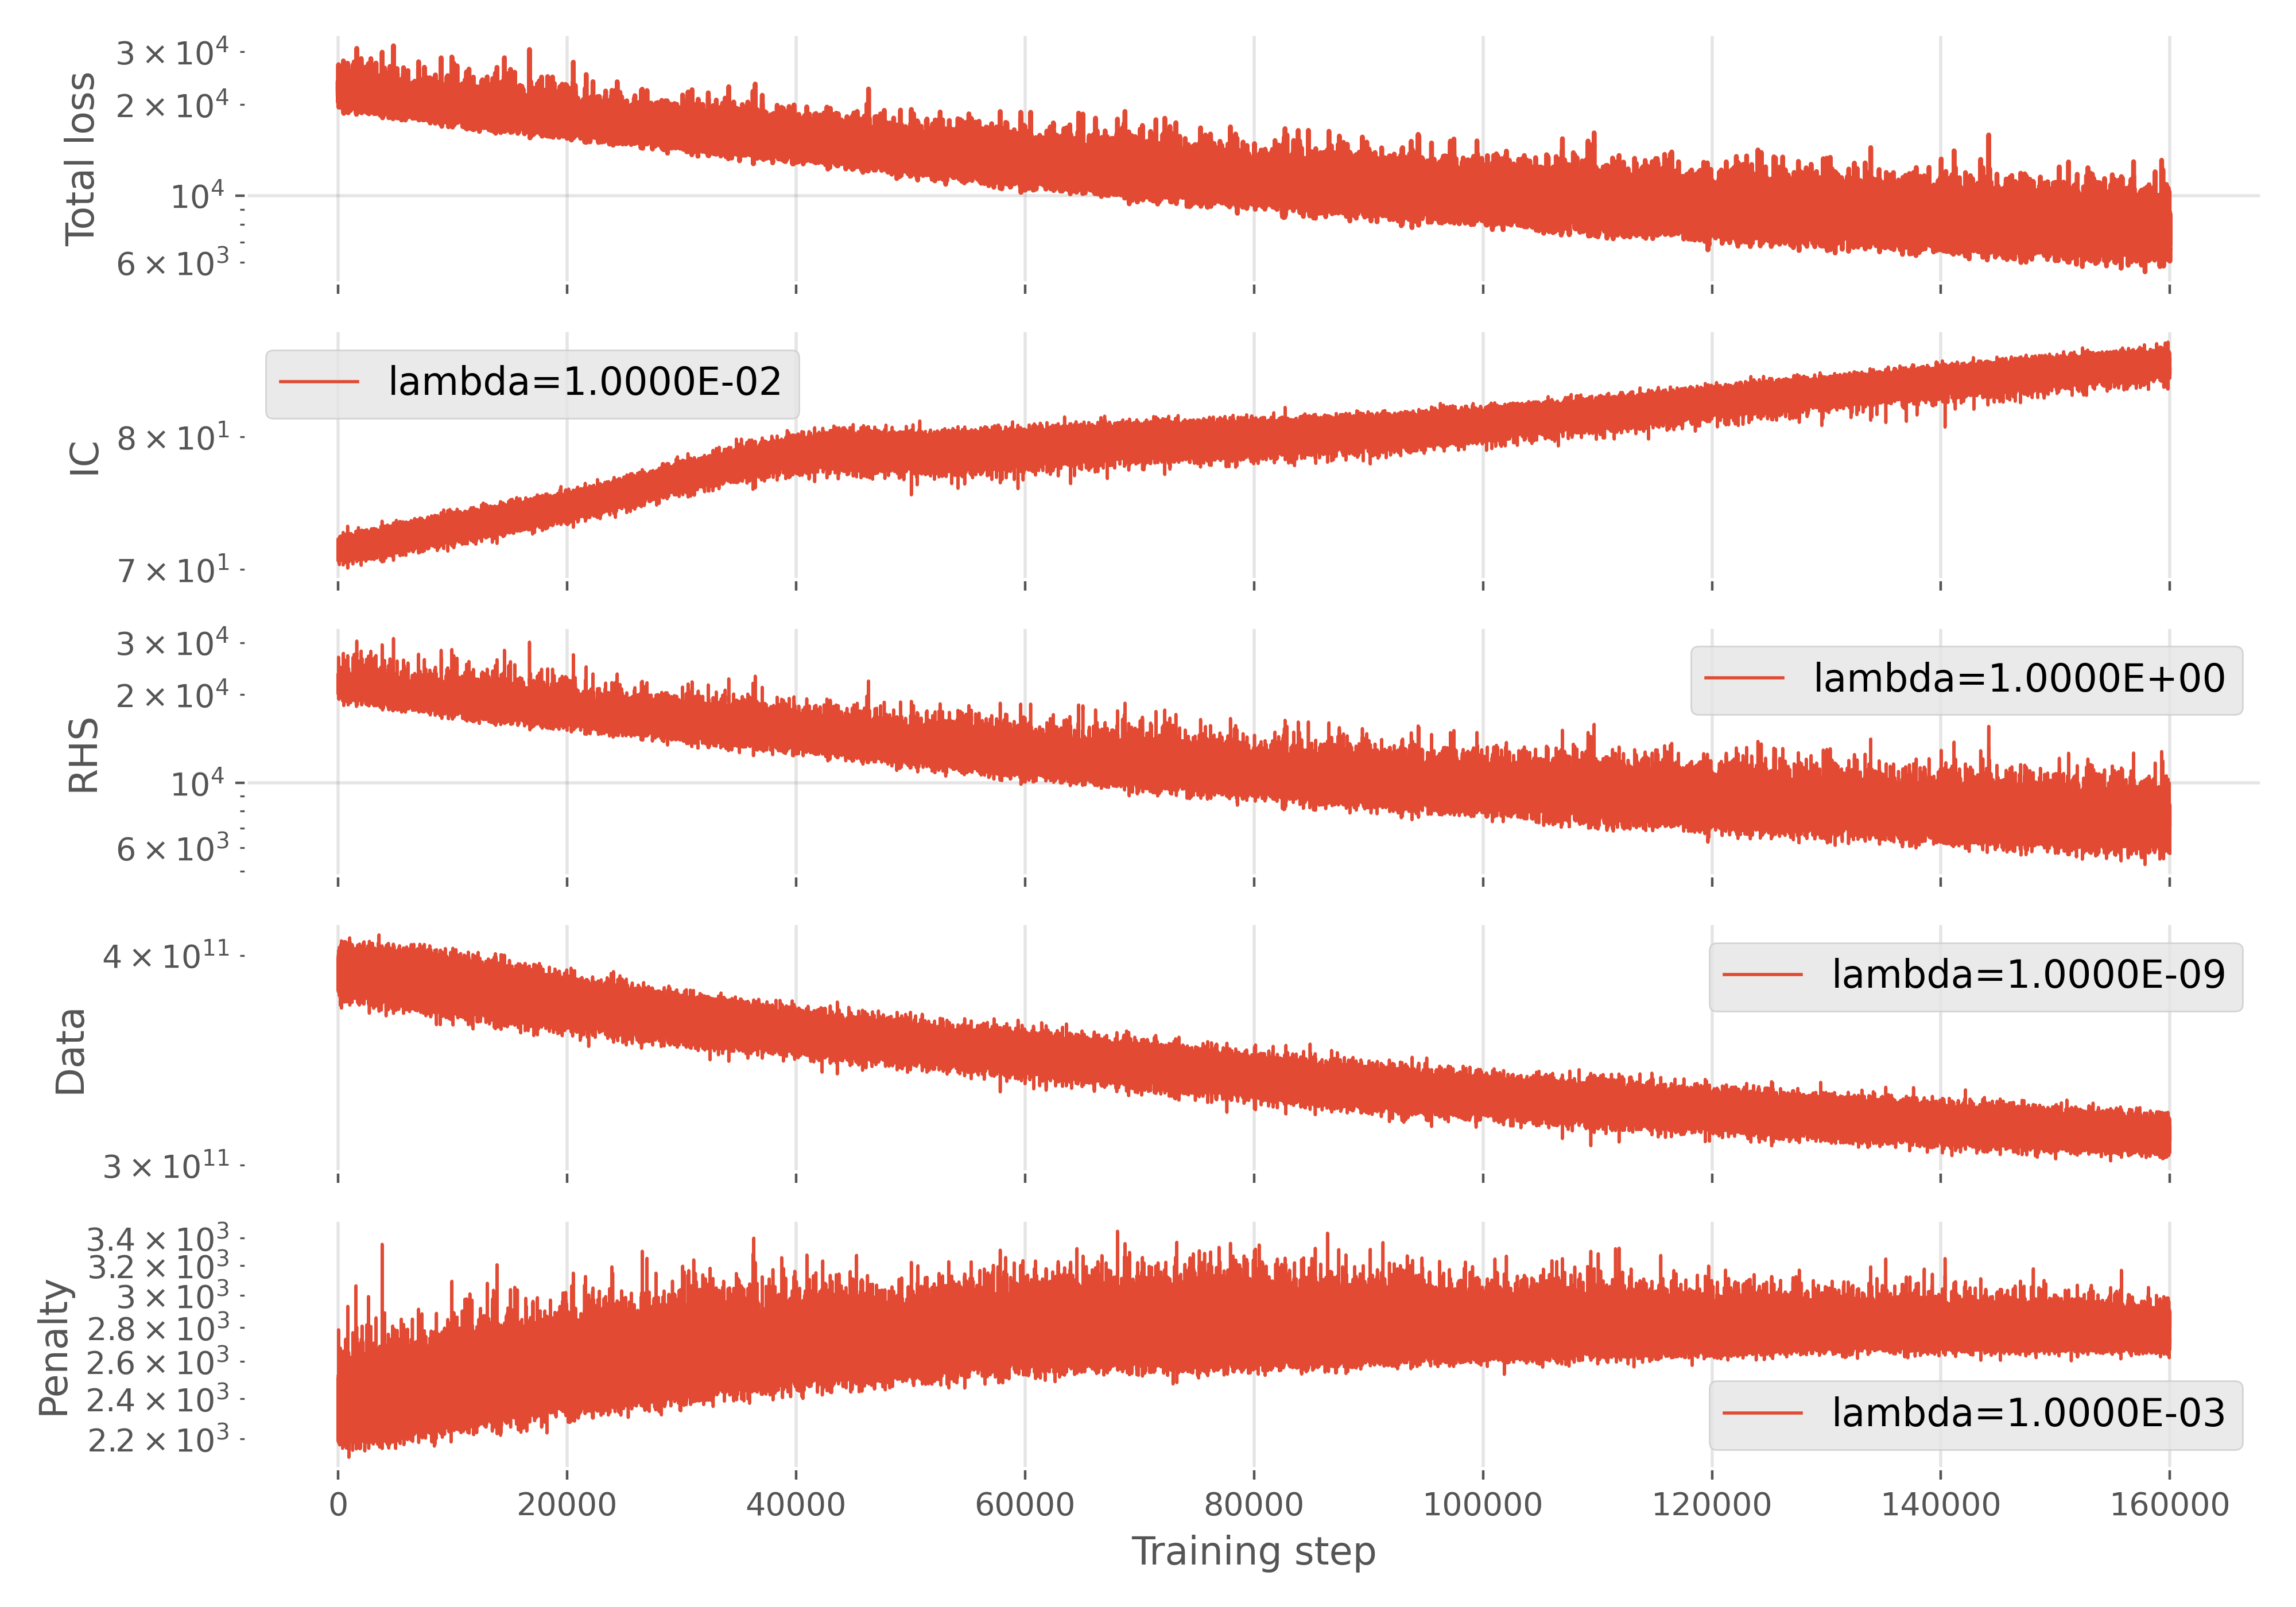 Total loss
3 × 10⁴
2 × 10⁴
10⁴
6 × 10³
IC
lambda=1.0000E-02
8 × 10¹
7 × 10¹
RHS
3 × 10⁴
2 × 10⁴
10⁴
6 × 10³
lambda=1.0000E+00
Data
4 × 10¹¹
3 × 10¹¹
lambda=1.0000E-09
Penalty
3.4 × 10³
3.2 × 10³
3 × 10³
2.8 × 10³
2.6 × 10³
2.4 × 10³
2.2 × 10³
lambda=1.0000E-03
0 20000 40000 60000 80000 100000 120000 140000 160000
Training step